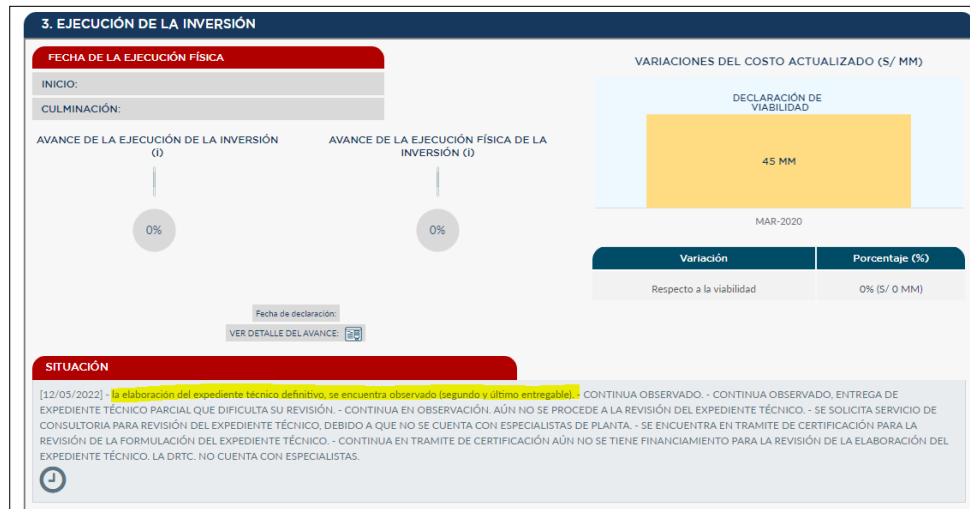 3. EJECUCIÓN DE LA INVERSIÓN
FECHA DE LA EJECUCIÓN FÍSICA
INICIO:
CULMINACIÓN:
AVANCE DE LA EJECUCIÓN DE LA INVERSIÓN
(i)
0%
AVANCE DE LA EJECUCIÓN FÍSICA DE LA
INVERSIÓN (i)
0%
Fecha de declaración:
VER DETALLE DEL AVANCE:
VARIACIONES DEL COSTO ACTUALIZADO (S/ MM)
DECLARACIÓN DE
VIABILIDAD
45 MM
MAR-2020
Variación Porcentaje (%)
Respecto a la viabilidad 0% (S/ 0 MM)
SITUACIÓN
[12/05/2022] - la elaboración del expediente técnico definitivo, se encuentra observado (segundo y último entregable). - CONTINUA OBSERVADO. - CONTINUA OBSERVADO, ENTREGA DE
EXPEDIENTE TÉCNICO PARCIAL QUE DIFICULTA SU REVISIÓN. - CONTINUA EN OBSERVACIÓN. AÚN NO SE PROCEDE A LA REVISIÓN DEL EXPEDIENTE TÉCNICO. - SE SOLICITA SERVICIO DE
CONSULTORIA PARA REVISIÓN DEL EXPEDIENTE TÉCNICO, DEBIDO A QUE NO SE CUENTA CON ESPECIALISTAS DE PLANTA. - SE ENCUENTRA EN TRAMITE DE CERTIFICACIÓN PARA LA
REVISIÓN DE LA FORMULACIÓN DEL EXPEDIENTE TÉCNICO. - CONTINUA EN TRAMITE DE CERTIFICACIÓN AÚN NO SE TIENE FINANCIAMIENTO PARA LA REVISIÓN DE LA ELABORACIÓN DEL
EXPEDIENTE TÉCNICO. LA DRTC. NO CUENTA CON ESPECIALISTAS.